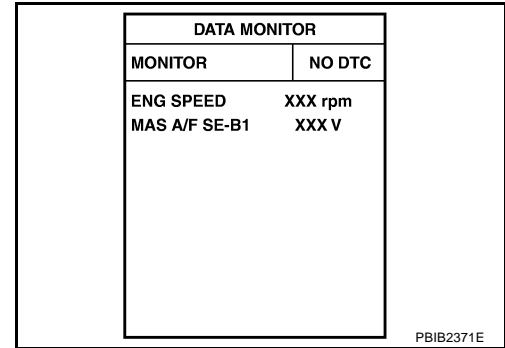 DATA MONITOR
MONITOR NO DTC
ENG SPEED XXX rpm
MAS A/F SE-B1 XXX V
PBIB2371E